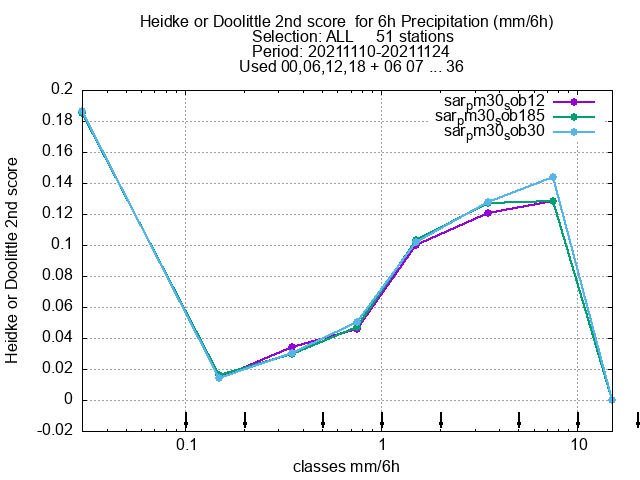 Heidke or Doolittle 2nd score  for 6h Precipitation (mm/6h)
Selection: ALL     51 stations
Period: 20211110-20211124
Used 00,06,12,18 + 06 07 ... 36
sarpm30sob12
sarpm30sob185
sarpm30sob30
Heidke or Doolittle 2nd score
0.2
0.18
0.16
0.14
0.12
0.1
0.08
0.06
0.04
0.02
0
-0.02
0.1 1 10
classes mm/6h